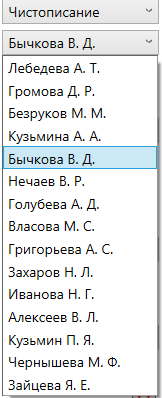 Чистописание
Бычкова В. Д.
Лебедева А. Т.
Громова Д. Р.
Безруков М. М.
Кузьмина А. А.
Бычкова В. Д.
Нечаев В. Р.
Голубева А. Д.
Власова М. С.
Григорьева А. С.
Захаров Н. Л.
Иванова Н. Г.
Алексеев В. Л.
Кузьмин П. Я.
Чернышева М. Ф.
Зайцева Я. Е.